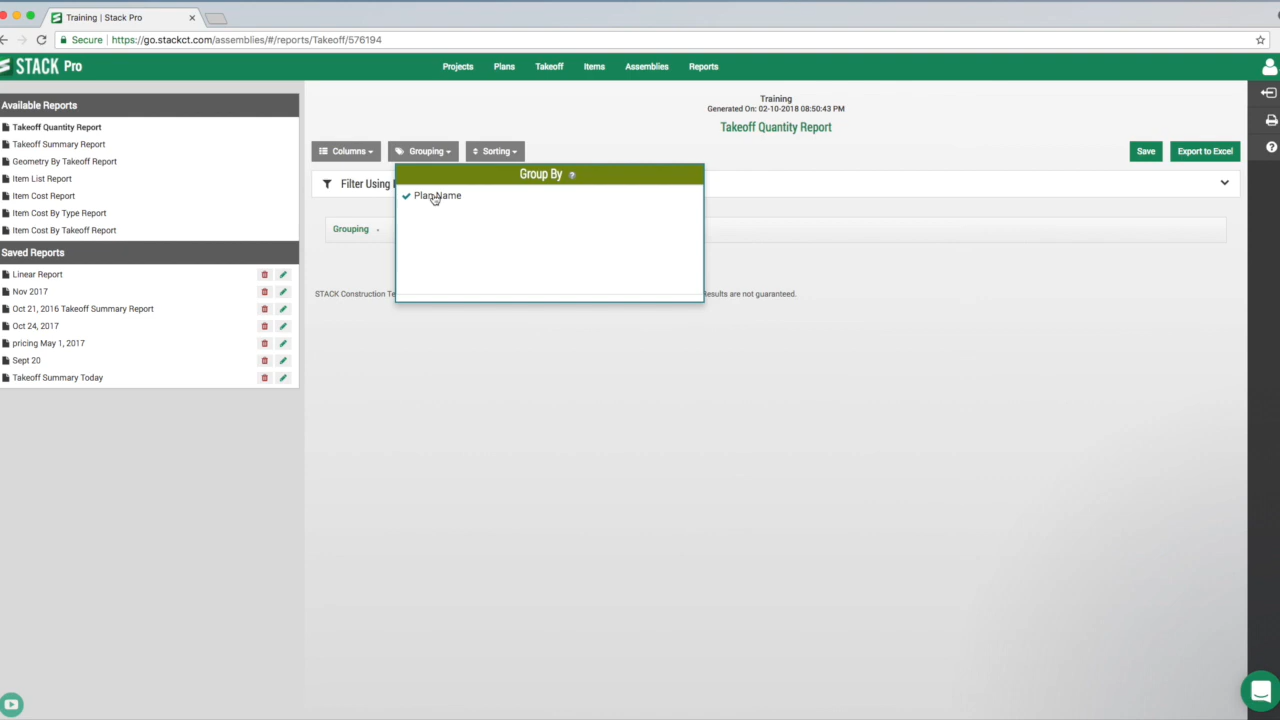 Training | Stack Pro
Secure https://go.stackct.com/assemblies/#/reports/Takeoff/576194
STACK Pro
Projects Plans Takeoff Items Assemblies Reports
Available Reports
Takeoff Quantity Report
Takeoff Summary Report
Geometry By Takeoff Report
Item List Report
Item Cost Report
Item Cost By Type Report
Item Cost By Takeoff Report
Saved Reports
Linear Report
Nov 2017
Oct 21, 2016 Takeoff Summary Report
Oct 24, 2017
pricing May 1, 2017
Sept 20
Takeoff Summary Today
Training
Generated On: 02-10-2018 08:50:43 PM
Takeoff Quantity Report
Columns Grouping Sorting Save Export to Excel
Group By ?
Filter Using
Plan Name
Grouping
STACK Construction Te
Results are not guaranteed.